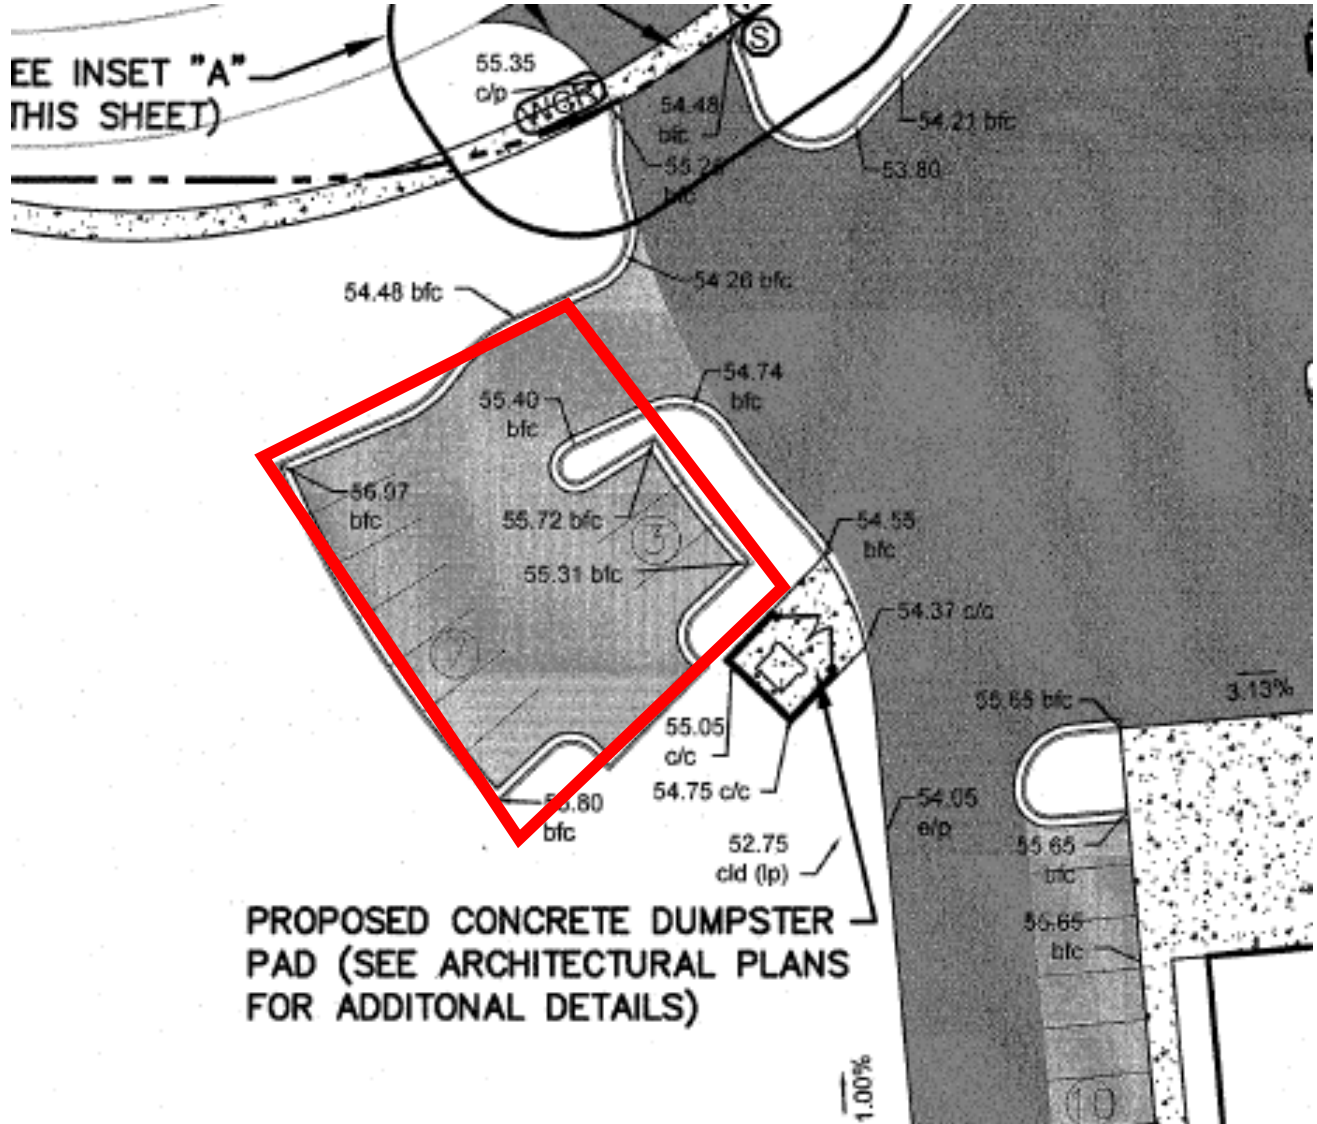 EE INSET "A"
THIS SHEET)
55.35
c/p
WGR
S
54.48
bfc
54.21 bfc
53.80
55.26
bfc
54.26 bfc
54.48 bfc
54.74
bfc
55.40
bfc
56.97
bfc
55.72 bfc
3
54.55
bfc
55.31 bfc
54.37 c/c
7
3.13%
55.65 bfc
55.05
c/c
54.75 c/c
.80
bfc
54.05
e/p
52.75
cld (lp)
55.65
bfc
PROPOSED CONCRETE DUMPSTER
PAD (SEE ARCHITECTURAL PLANS
FOR ADDITONAL DETAILS)
55.65
bfc
1.00%
10